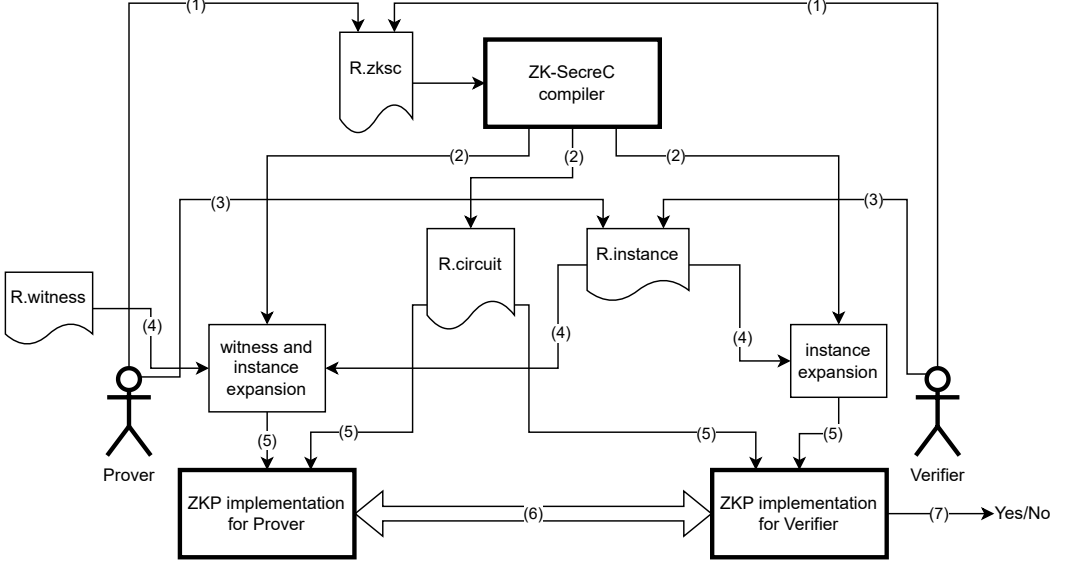 (1)
(1)
R.zksc
ZK-SecreC
compiler
(2)
(2)
(2)
(3)
(3)
R.circuit
R.instance
R.witness
(4)
(4)
(4)
witness and
instance
expansion
instance
expansion
(5)
(5)
(5)
(5)
Prover
Verifier
ZKP implementation
for Prover
(6)
ZKP implementation
for Verifier
(7)
Yes/No